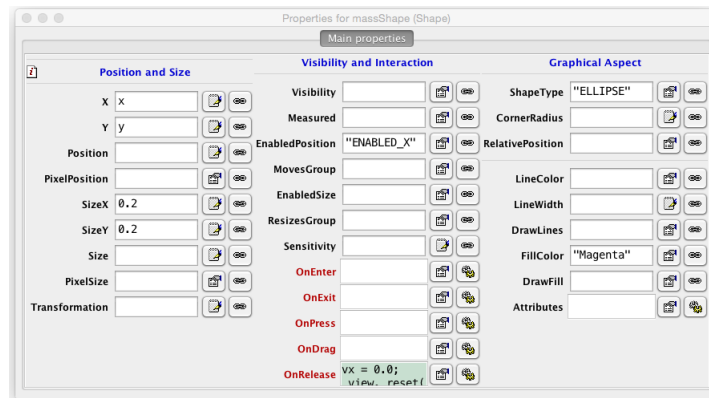 Properties for massShape (Shape)
Main properties
Position and Size
X x
Y y
Position
PixelPosition
SizeX 0.2
SizeY 0.2
Size
PixelSize
Transformation
Visibility and Interaction
Visibility
Measured
EnabledPosition "ENABLED_X"
MovesGroup
EnabledSize
ResizesGroup
Sensitivity
OnEnter
OnExit
OnPress
OnDrag
OnRelease vx = 0.0;
_view._reset(
Graphical Aspect
ShapeType "ELLIPSE"
CornerRadius
RelativePosition
LineColor
LineWidth
DrawLines
FillColor "Magenta"
DrawFill
Attributes